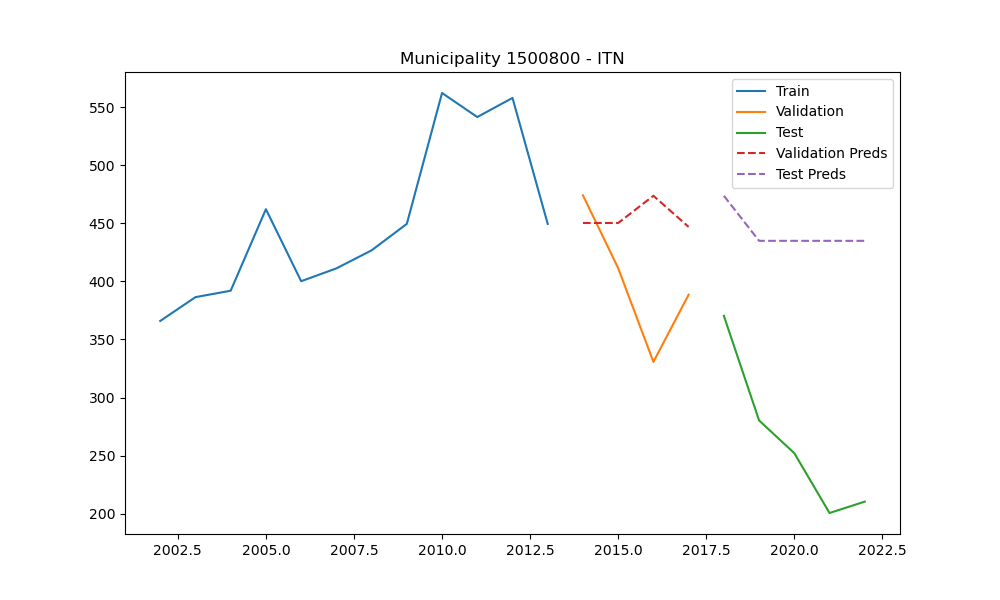 Municipality 1500800 - ITN
Train
Validation
Test
Validation Preds
Test Preds
550
500
450
400
350
300
250
200
2002.5 2005.0 2007.5 2010.0 2012.5 2015.0 2017.5 2020.0 2022.5